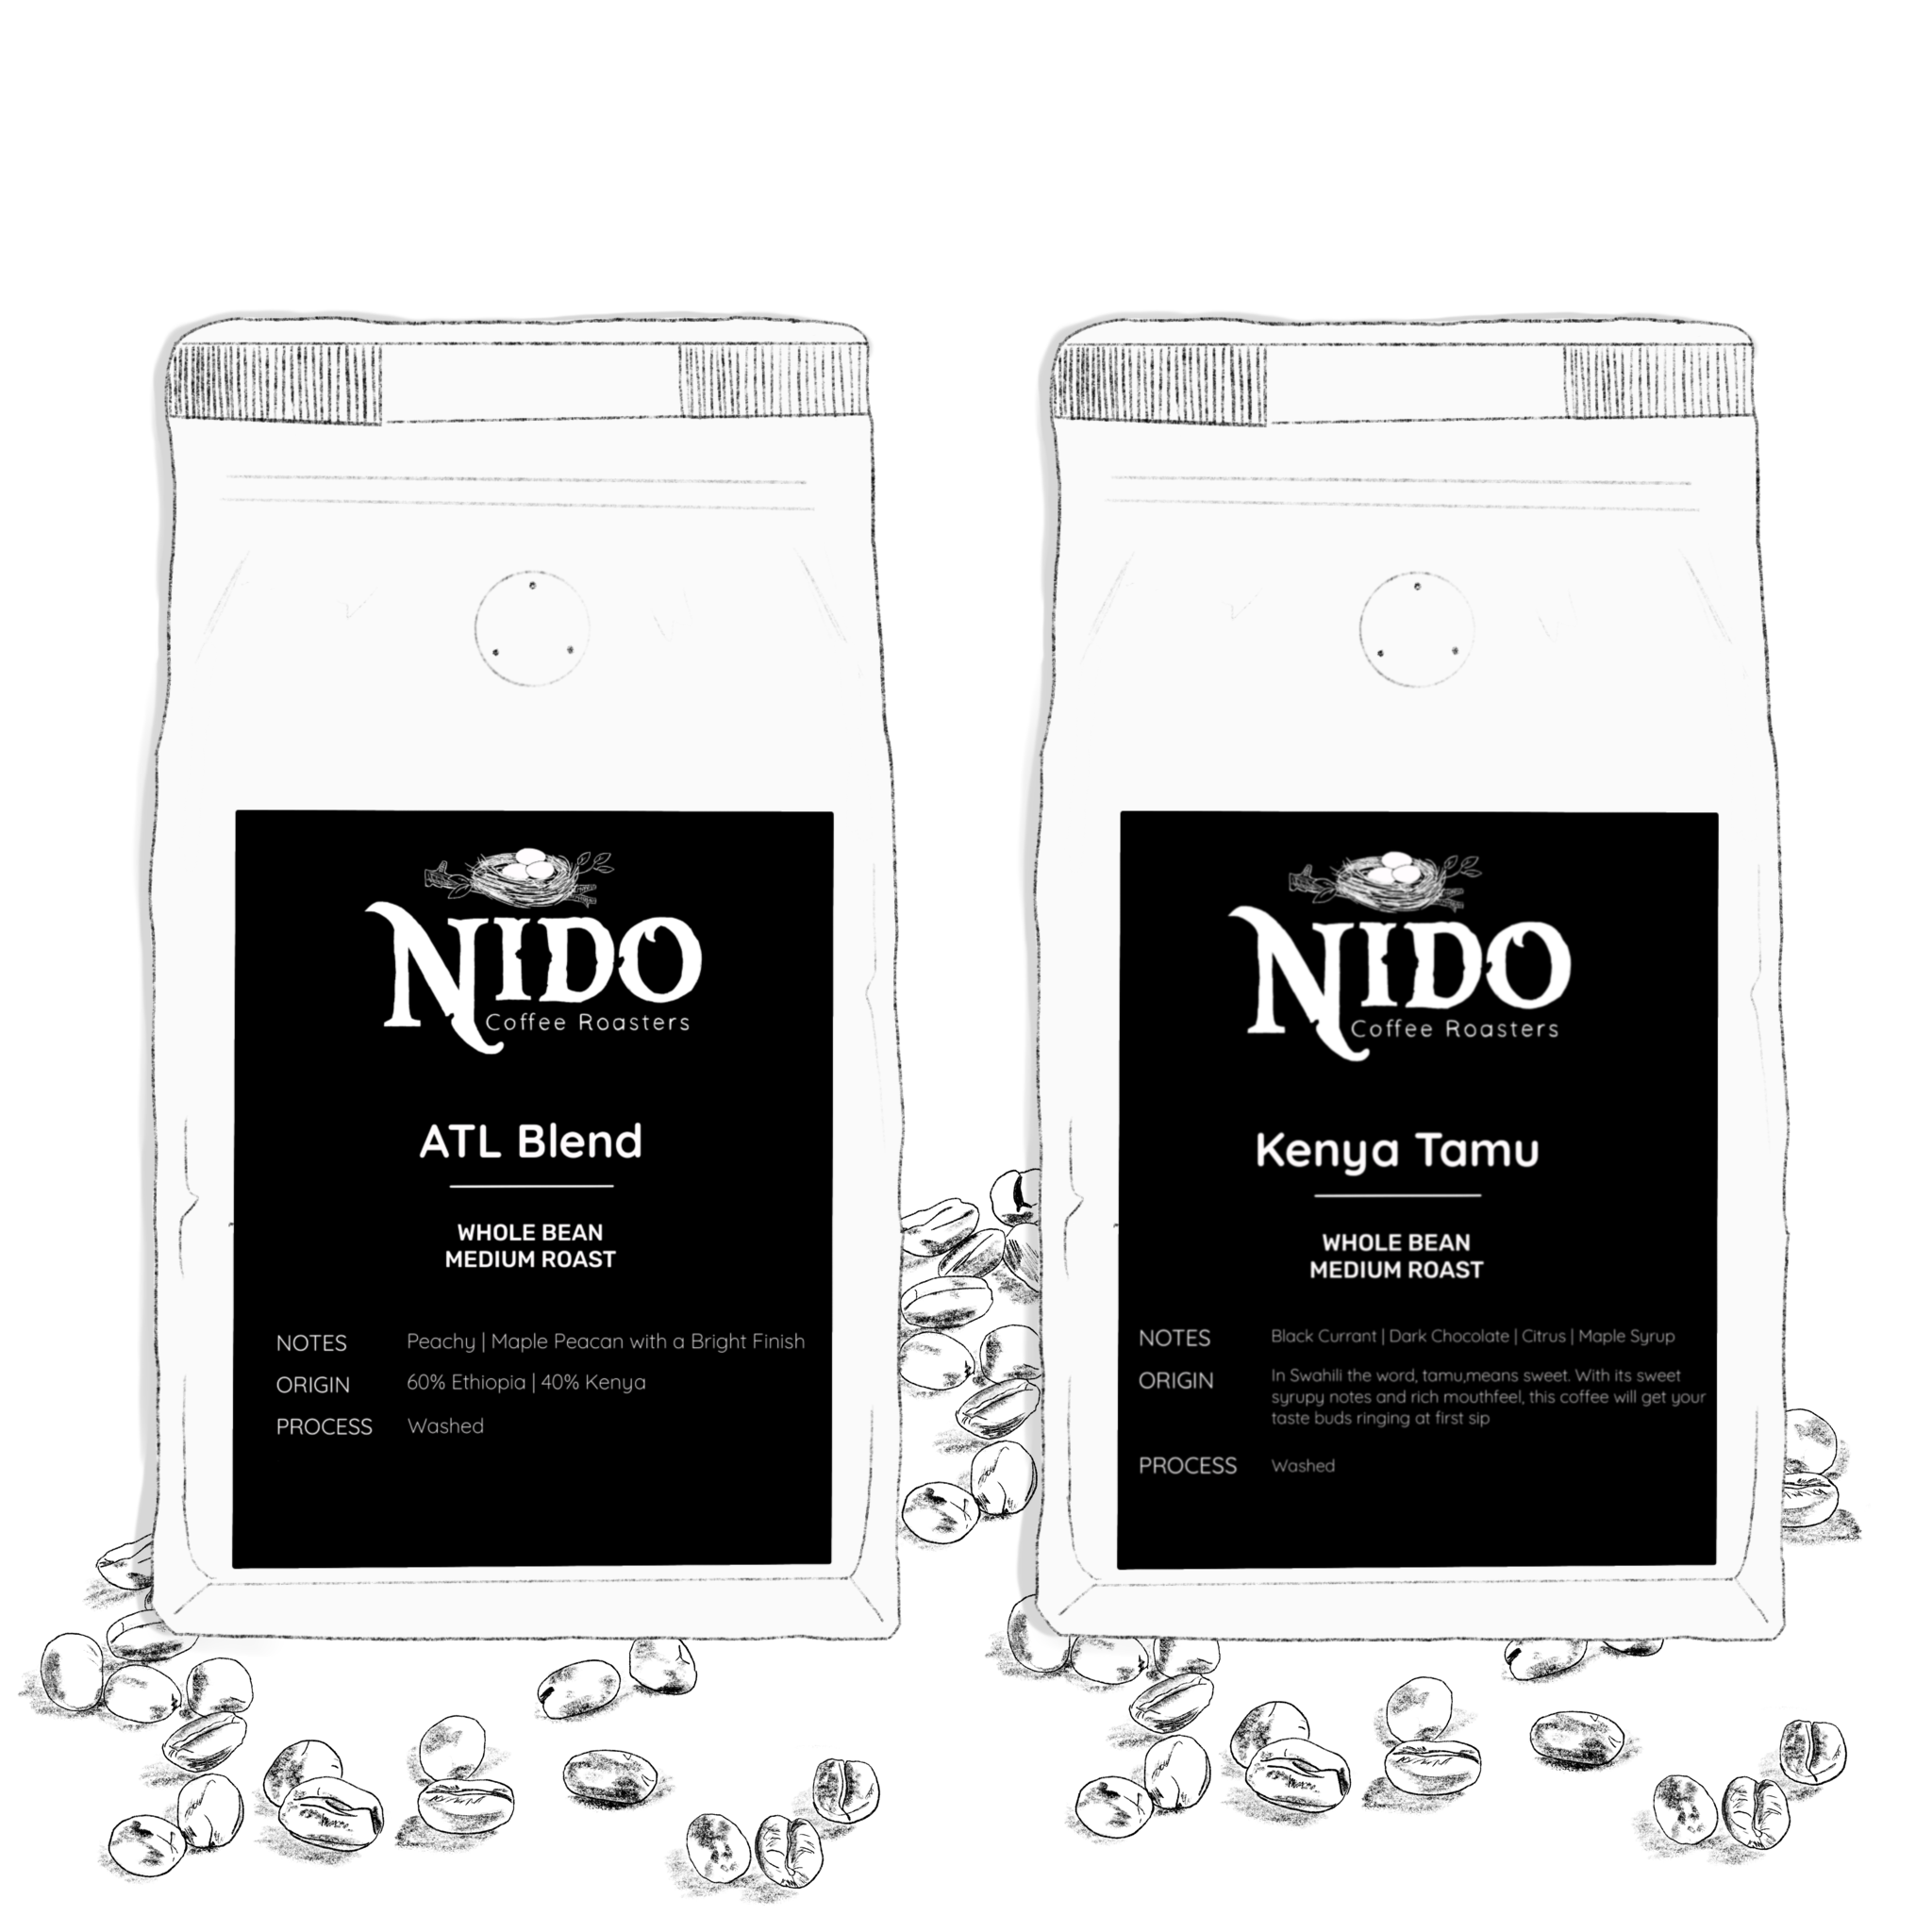 NIDO
Coffee Roasters
ATL Blend
WHOLE BEAN
MEDIUM ROAST
NOTES Peachy | Maple Peacan with a Bright Finish
ORIGIN 60% Ethiopia | 40% Kenya
PROCESS Washed
NIDO
Coffee Roasters
Kenya Tamu
WHOLE BEAN
MEDIUM ROAST
NOTES Black Currant | Dark Chocolate | Citrus | Maple Syrup
ORIGIN In Swahili the word, tamu,means sweet. With its sweet
syrupy notes and rich mouthfeel, this coffee will get your
taste buds ringing at first sip
PROCESS Washed